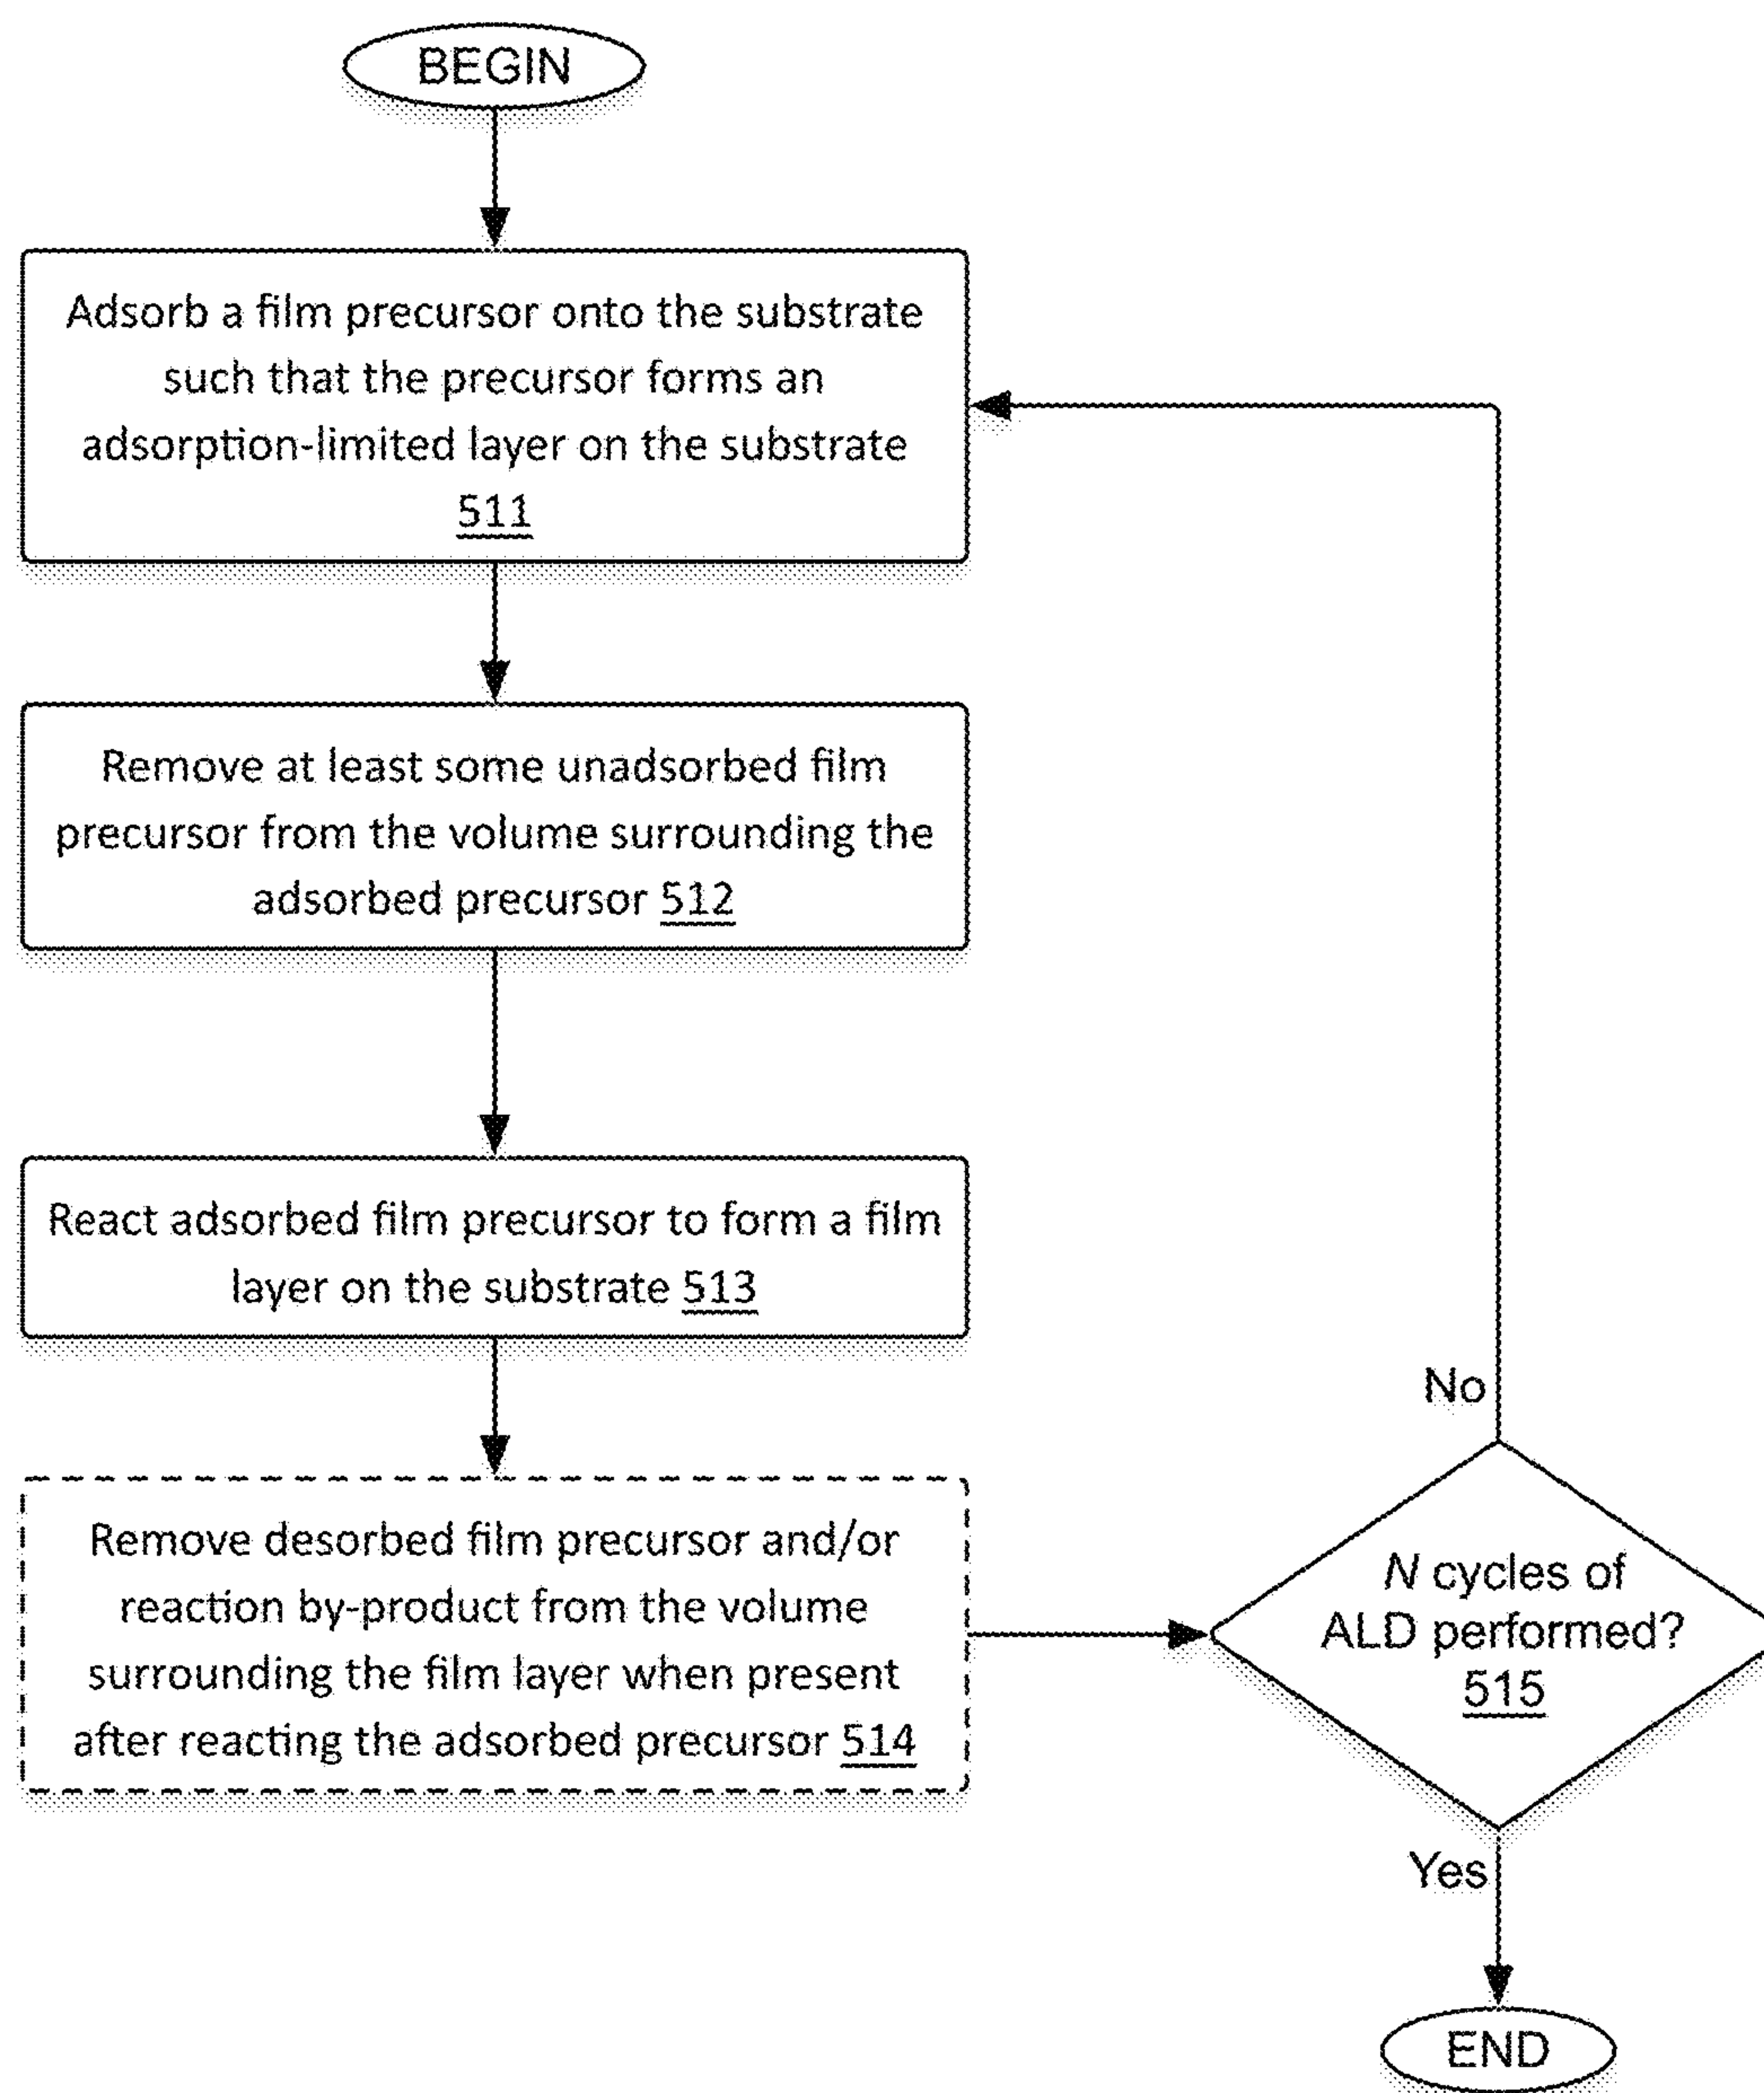 BEGIN
Adsorb a film precursor onto the substrate
such that the precursor forms an
adsorption-limited layer on the substrate
511
Remove at least some unadsorbed film
precursor from the volume surrounding the
adsorbed precursor 512
React adsorbed film precursor to form a film
layer on the substrate 513
Remove desorbed film precursor and/or
reaction by-product from the volume
surrounding the film layer when present
after reacting the adsorbed precursor 514
No
N cycles of
ALD performed?
515
Yes
END